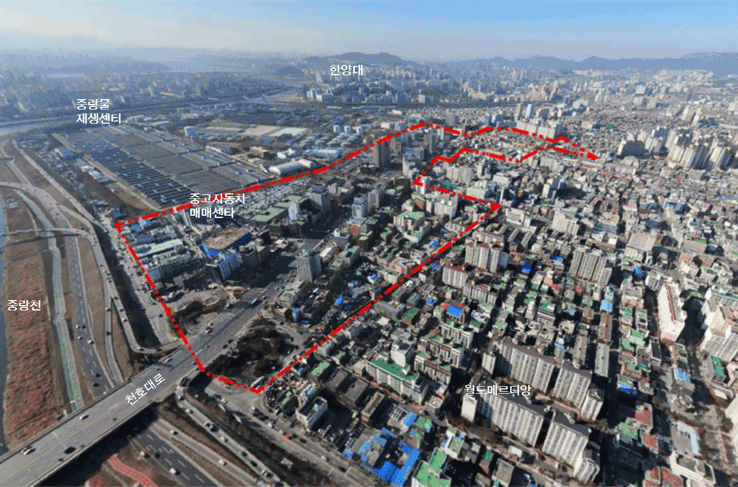 한양대
중랑물
재생센터
중고자동차
매매센타
중랑천
천호대로
월드메르디앙